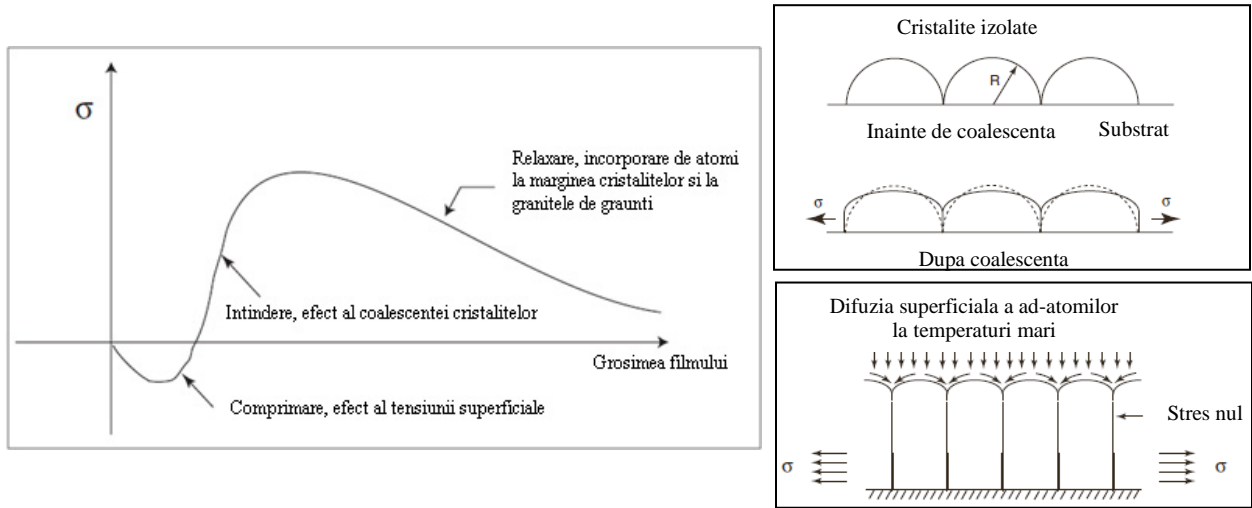 σ
Relaxare, incorporare de atomi
la marginea cristalitelor si la
granitele de graunti
Intindere, efect al coalescentei cristalitelor
Grosimea filmului
Comprimare, efect al tensiunii superficiale
Cristalite izolate
R
Inainte de coalescenta
Substrat
σ
σ
Dupa coalescenta
Difuzia superficiala a ad-atomilor
la temperaturi mari
Stres nul
σ
σ